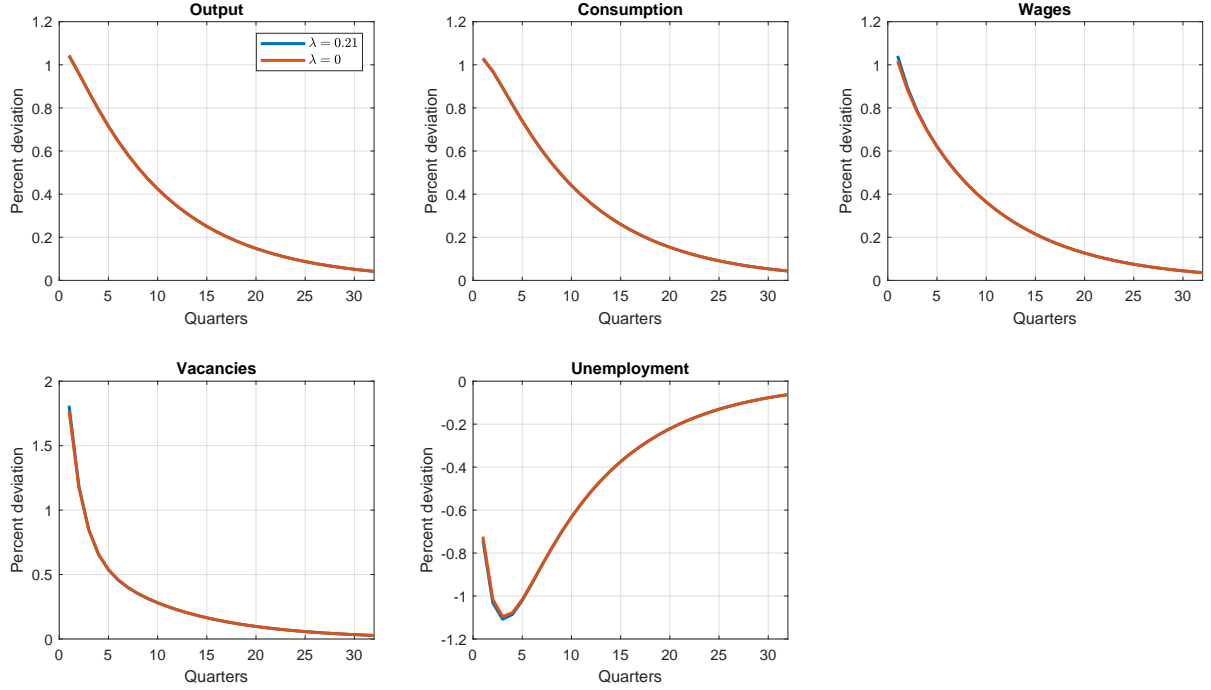 Output
1.2
1
0.8
0.6
0.4
0.2
0
Percent deviation
λ = 0.21
λ = 0
0 5 10 15 20 25 30
Quarters
Consumption
1.2
1
0.8
0.6
0.4
0.2
0
Percent deviation
0 5 10 15 20 25 30
Quarters
Wages
1.2
1
0.8
0.6
0.4
0.2
0
Percent deviation
0 5 10 15 20 25 30
Quarters
Vacancies
2
1.5
1
0.5
0
Percent deviation
0 5 10 15 20 25 30
Quarters
Unemployment
0
-0.2
-0.4
-0.6
-0.8
-1
-1.2
Percent deviation
0 5 10 15 20 25 30
Quarters